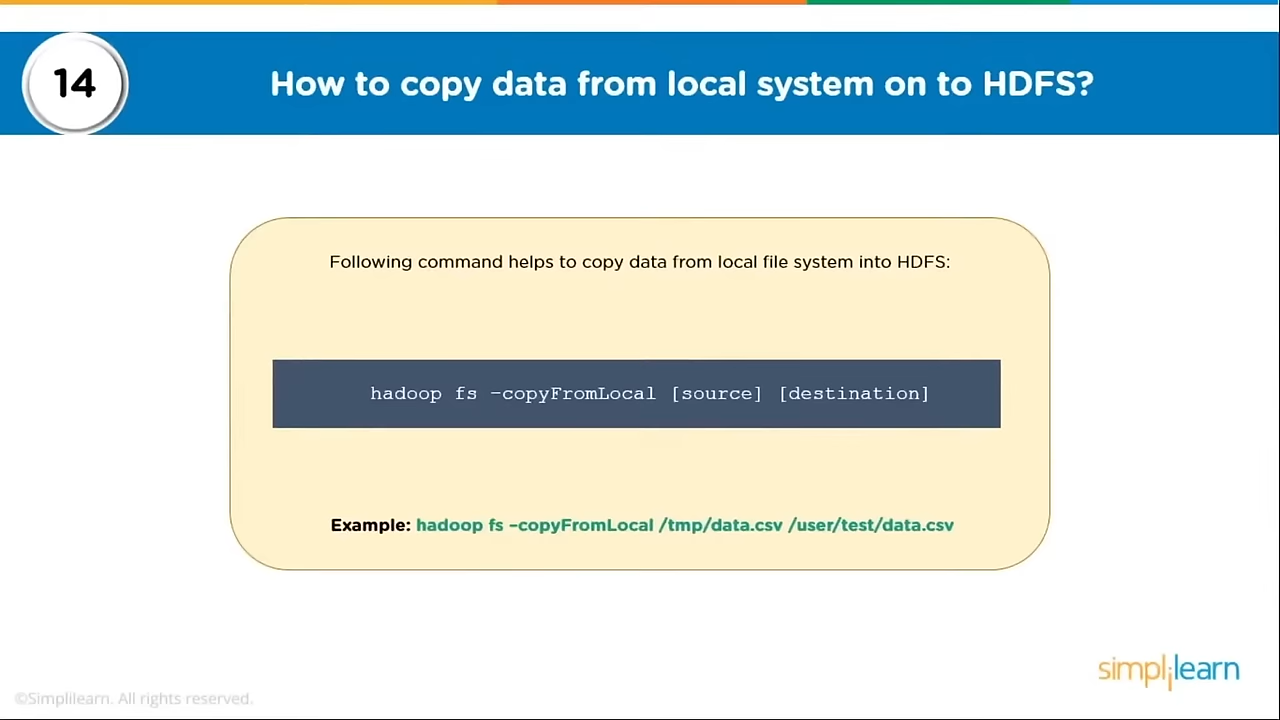 14
How to copy data from local system on to HDFS?
Following command helps to copy data from local file system into HDFS:
hadoop fs –copyFromLocal [source] [destination]
Example: hadoop fs –copyFromLocal /tmp/data.csv /user/test/data.csv
simplilearn
©Simplilearn. All rights reserved.